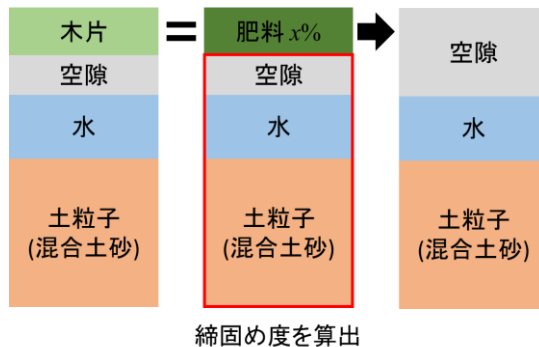 木片
空隙
水
土粒子
(混合土砂)
=
肥料 x%
空隙
水
土粒子
(混合土砂)
空隙
水
土粒子
(混合土砂)
締固め度を算出